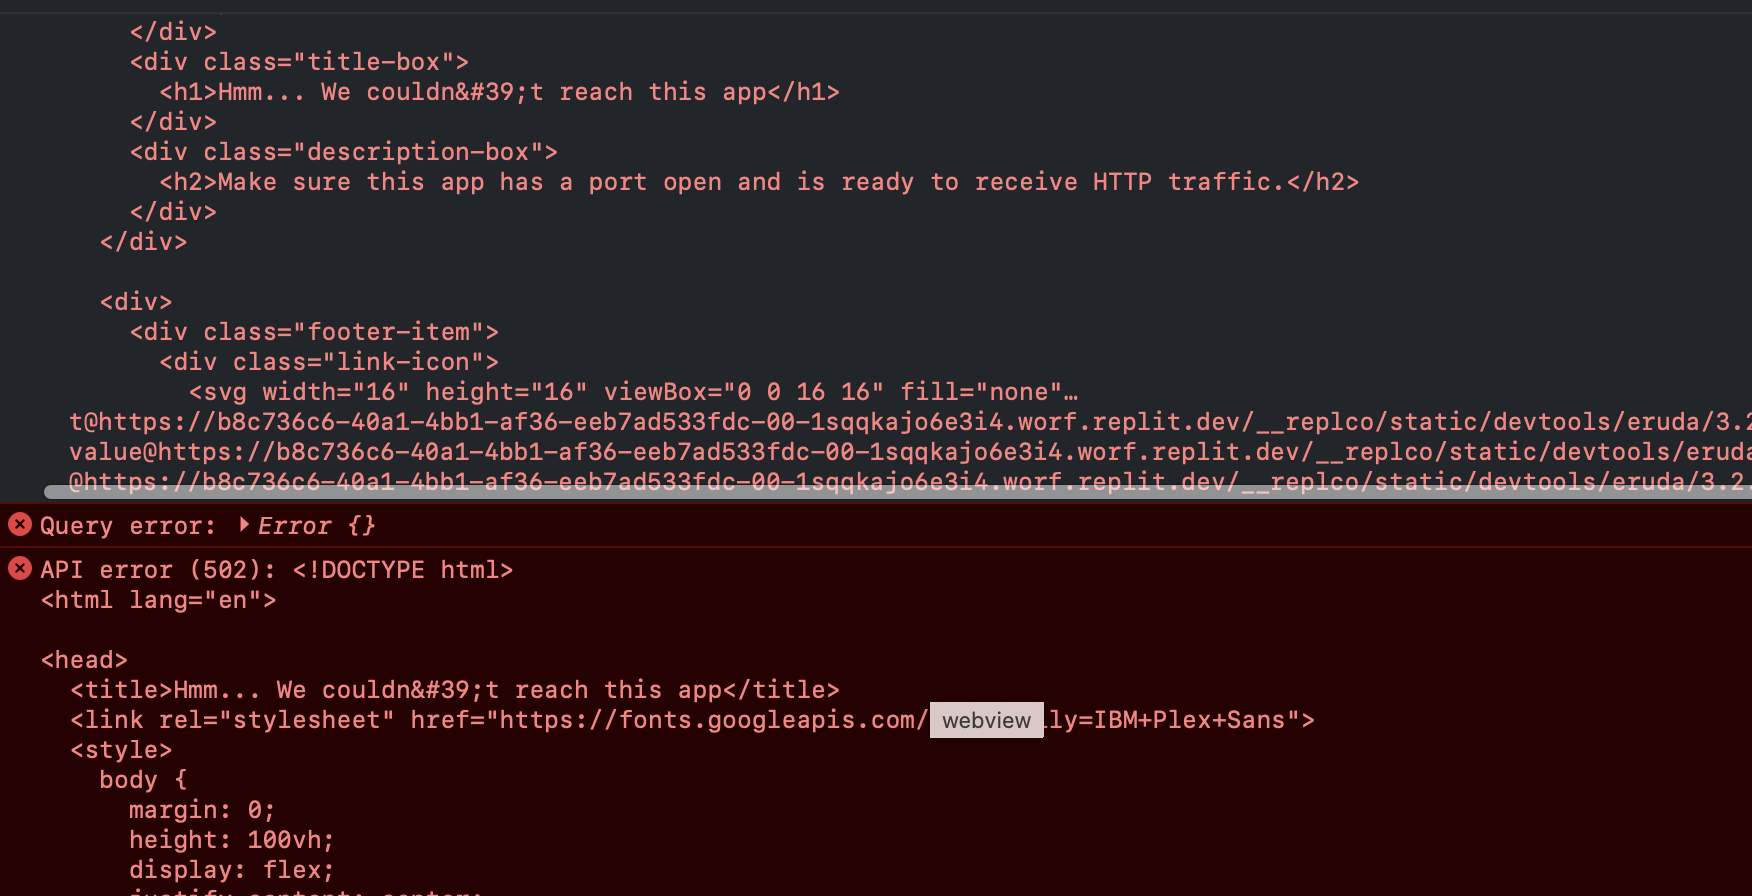 </div>
<div class="title-box">
<h1>Hmm... We couldn&#39;t reach this app</h1>
</div>
<div class="description-box">
<h2>Make sure this app has a port open and is ready to receive HTTP traffic.</h2>
</div>
</div>
<div>
<div class="footer-item">
<div class="link-icon">
<svg width="16" height="16" viewBox="0 0 16 16" fill="none"…
t@https://b8c736c6-40a1-4bb1-af36-eeb7ad533fdc-00-1sqqkajo6e3i4.worf.replit.dev/__replco/static/devtools/eruda/3.2
value@https://b8c736c6-40a1-4bb1-af36-eeb7ad533fdc-00-1sqqkajo6e3i4.worf.replit.dev/__replco/static/devtools/eruda
@https://b8c736c6-40a1-4bb1-af36-eeb7ad533fdc-00-1sqqkajo6e3i4.worf.replit.dev/__replco/static/devtools/eruda/3.2.
Query error: Error {}
API error (502): <!DOCTYPE html>
<html lang="en">
<head>
<title>Hmm... We couldn&#39;t reach this app</title>
<link rel="stylesheet" href="https://fonts.googleapis.com/ webview ly=IBM+Plex+Sans">
<style>
body {
margin: 0;
height: 100vh;
display: flex;